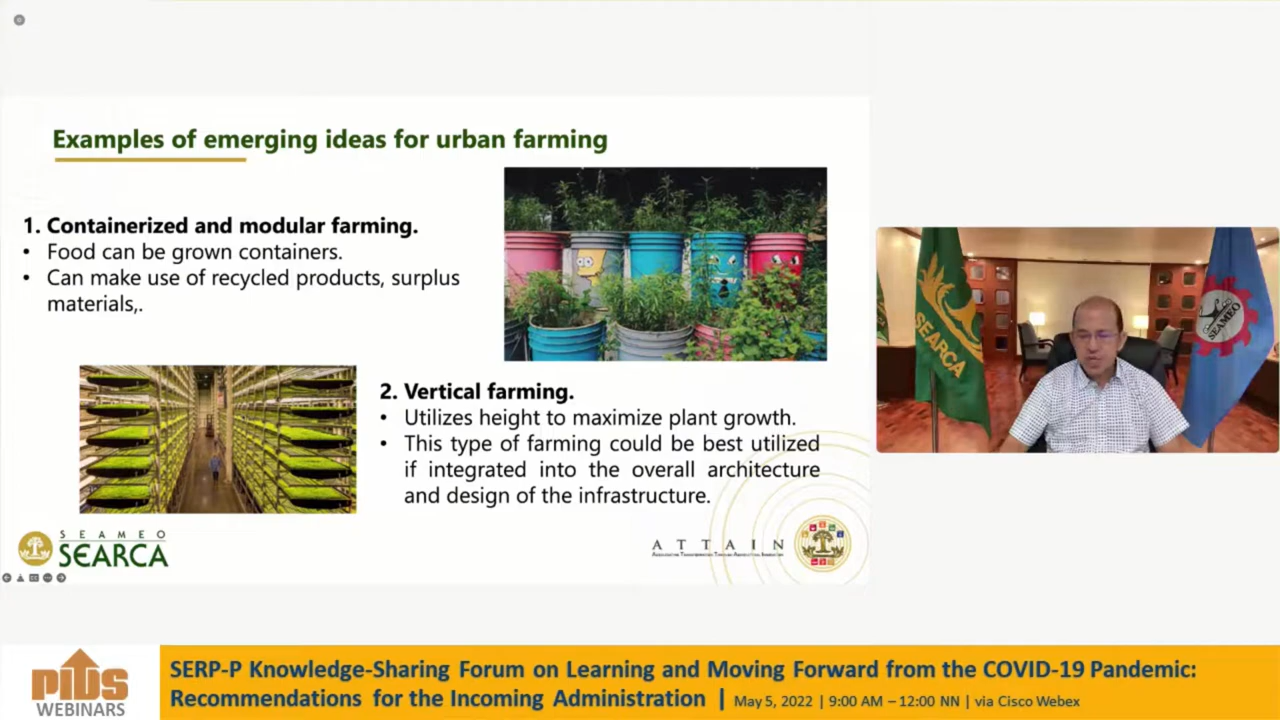 Examples of emerging ideas for urban farming
1. Containerized and modular farming.
• Food can be grown containers.
• Can make use of recycled products, surplus
materials,.
2. Vertical farming.
• Utilizes height to maximize plant growth.
• This type of farming could be best utilized
if integrated into the overall architecture
and design of the infrastructure.
SEAMEO
SEARCA
ATTAIN
SEARCA
SEAMEO
PIDS
WEBINARS
SERP-P Knowledge-Sharing Forum on Learning and Moving Forward from the COVID-19 Pandemic:
Recommendations for the Incoming Administration | May 5, 2022 | 9:00 AM – 12:00 NN | via Cisco Webex